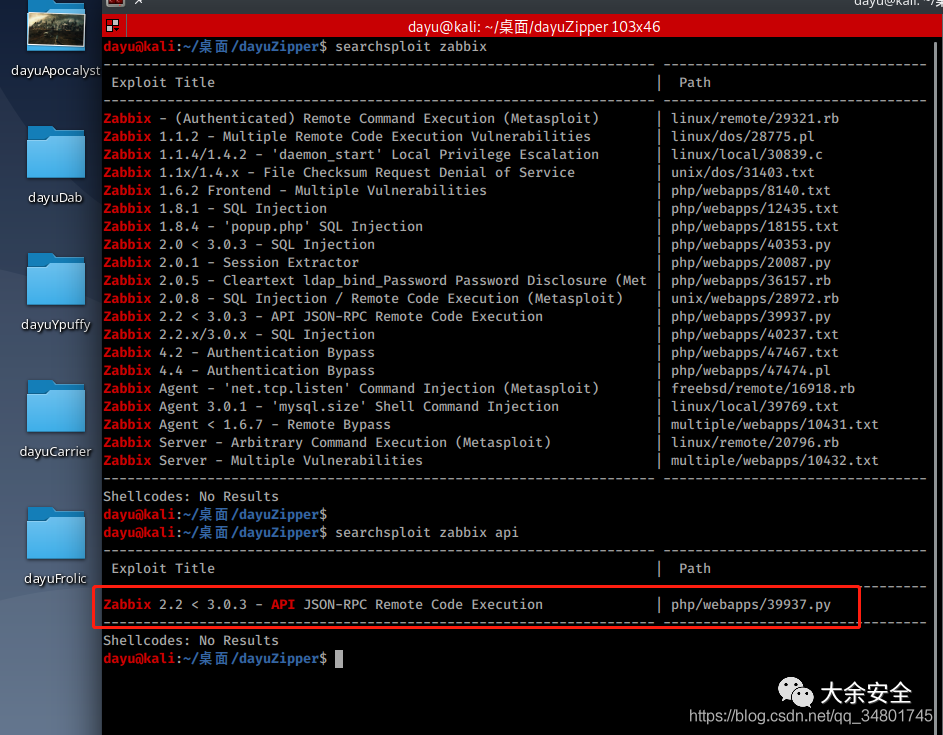 dayu@kali: ~/桌
dayu@kali: ~/桌面/dayuZipper 103x46
dayuApocalyst
dayuDab
dayuYpuffy
dayuCarrier
dayuFrolic
dayu@kali:~/桌面/dayuZipper$ searchsploit zabbix
---------------------------------------------------------------------- ---------------------------------
Exploit Title | Path
---------------------------------------------------------------------- ---------------------------------
Zabbix - (Authenticated) Remote Command Execution (Metasploit) | linux/remote/29321.rb
Zabbix 1.1.2 - Multiple Remote Code Execution Vulnerabilities | linux/dos/28775.pl
Zabbix 1.1.4/1.4.2 - 'daemon_start' Local Privilege Escalation | linux/local/30839.c
Zabbix 1.1x/1.4.x - File Checksum Request Denial of Service | unix/dos/31403.txt
Zabbix 1.6.2 Frontend - Multiple Vulnerabilities | php/webapps/8140.txt
Zabbix 1.8.1 - SQL Injection | php/webapps/12435.txt
Zabbix 1.8.4 - 'popup.php' SQL Injection | php/webapps/18155.txt
Zabbix 2.0 < 3.0.3 - SQL Injection | php/webapps/40353.py
Zabbix 2.0.1 - Session Extractor | php/webapps/20087.py
Zabbix 2.0.5 - Cleartext ldap_bind_Password Password Disclosure (Met | php/webapps/36157.rb
Zabbix 2.0.8 - SQL Injection / Remote Code Execution (Metasploit) | unix/webapps/28972.rb
Zabbix 2.2 < 3.0.3 - API JSON-RPC Remote Code Execution | php/webapps/39937.py
Zabbix 2.2.x/3.0.x - SQL Injection | php/webapps/40237.txt
Zabbix 4.2 - Authentication Bypass | php/webapps/47467.txt
Zabbix 4.4 - Authentication Bypass | php/webapps/47474.pl
Zabbix Agent - 'net.tcp.listen' Command Injection (Metasploit) | freebsd/remote/16918.rb
Zabbix Agent 3.0.1 - 'mysql.size' Shell Command Injection | linux/local/39769.txt
Zabbix Agent < 1.6.7 - Remote Bypass | multiple/webapps/10431.txt
Zabbix Server - Arbitrary Command Execution (Metasploit) | linux/remote/20796.rb
Zabbix Server - Multiple Vulnerabilities | multiple/webapps/10432.txt
---------------------------------------------------------------------- ---------------------------------
Shellcodes: No Results
dayu@kali:~/桌面/dayuZipper$
dayu@kali:~/桌面/dayuZipper$ searchsploit zabbix api
---------------------------------------------------------------------- ---------------------------------
Exploit Title | Path
---------------------------------------------------------------------- ---------------------------------
Zabbix 2.2 < 3.0.3 - API JSON-RPC Remote Code Execution | php/webapps/39937.py
---------------------------------------------------------------------- ---------------------------------
Shellcodes: No Results
dayu@kali:~/桌面/dayuZipper$
大余安全
https://blog.csdn.net/qq_34801745